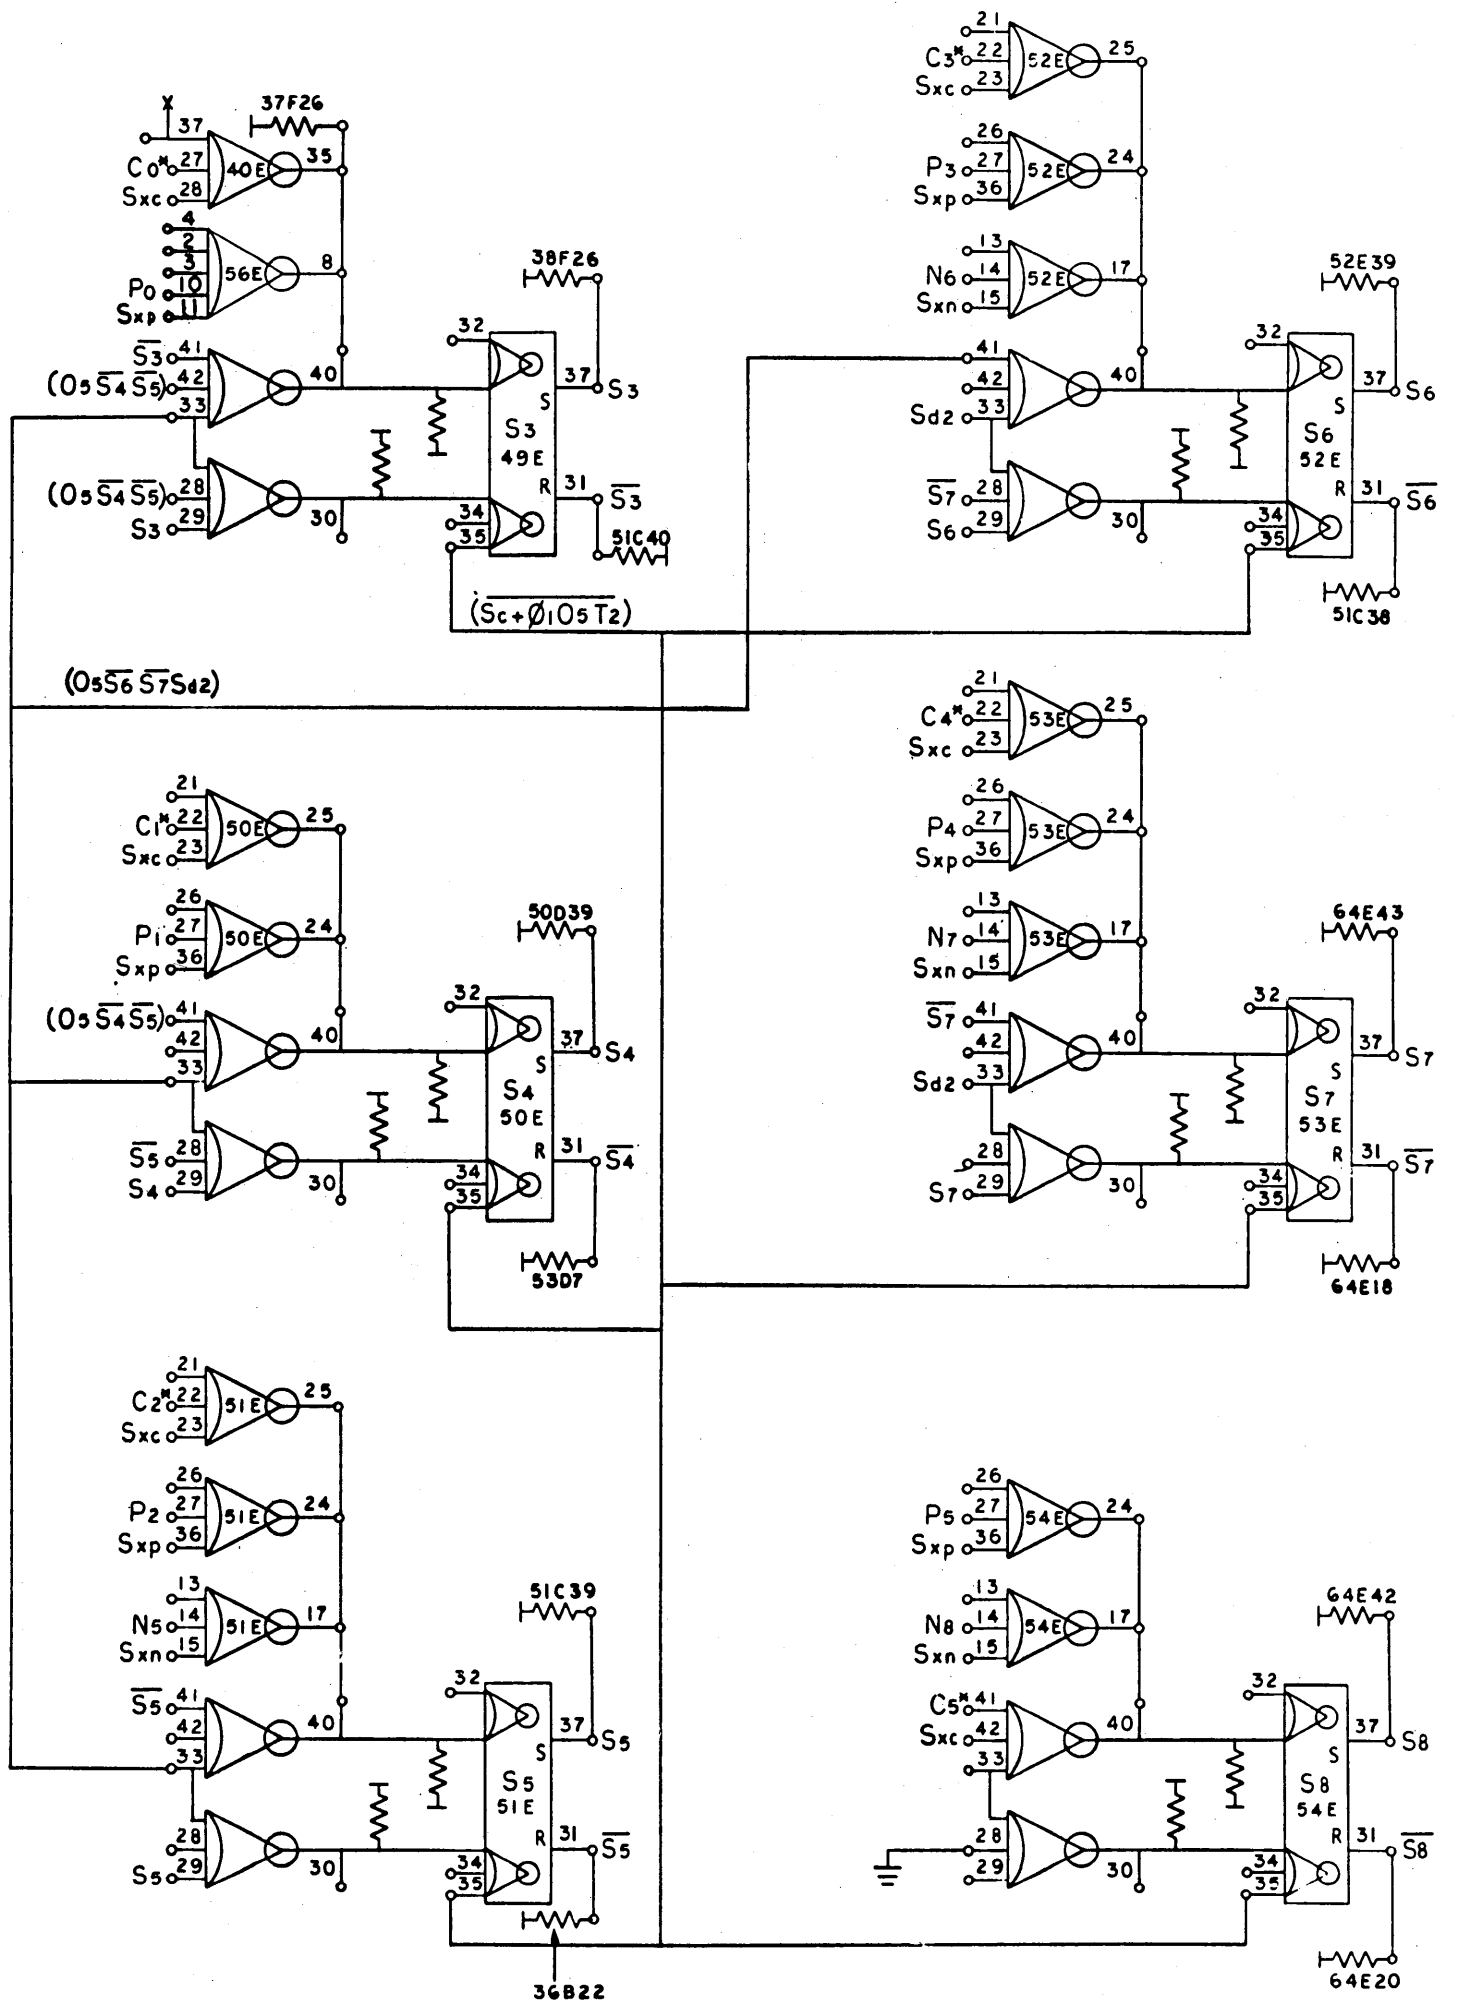 X
37F26
37
35
C0* 27
40E
Sxc 28
4
2
3
56E
8
P0 10
Sxp 11
38F26
S̅3̅ 41
(O5 S̅4̅ S̅5̅) 42
40
33
32
37
S3
S
S3
49E
R
31
S̅3̅
(O5 S̅4̅ S̅5̅) 28
S3 29
30
34
35
51C40
(S̅c̅ ̅+̅ ̅Ø̅1̅ ̅O̅5̅ ̅T̅2̅)
(O5 S̅6̅ S̅7̅ Sd2)
21
C1* 22
50E
25
Sxc 23
26
P1 27
50E
24
Sxp 36
50D39
(O5 S̅4̅ S̅5̅) 41
42
40
33
32
37
S4
S
S4
50E
R
31
S̅4̅
S̅5̅ 28
S4 29
30
34
35
53D7
21
C2* 22
51E
25
Sxc 23
26
P2 27
51E
24
Sxp 36
13
N5 14
51E
17
Sxn 15
51C39
S̅5̅ 41
42
40
33
32
37
S5
S
S5
51E
R
31
S̅5̅
28
S5 29
30
34
35
36B22
21
C3* 22
52E
25
Sxc 23
26
P3 27
52E
24
Sxp 36
13
N6 14
52E
17
Sxn 15
52E39
41
42
40
Sd2 33
32
37
S6
S
S6
52E
R
31
S̅6̅
S̅7̅ 28
S6 29
30
34
35
51C38
21
C4* 22
53E
25
Sxc 23
26
P4 27
53E
24
Sxp 36
13
N7 14
53E
17
Sxn 15
64E43
S̅7̅ 41
42
40
Sd2 33
32
37
S7
S
S7
53E
R
31
S̅7̅
28
S7 29
30
34
35
64E18
26
P5 27
54E
24
Sxp 36
13
N8 14
54E
17
Sxn 15
64E42
C5* 41
Sxc 42
40
33
32
37
S8
S
S8
54E
R
31
S̅8̅
28
29
30
34
35
64E20